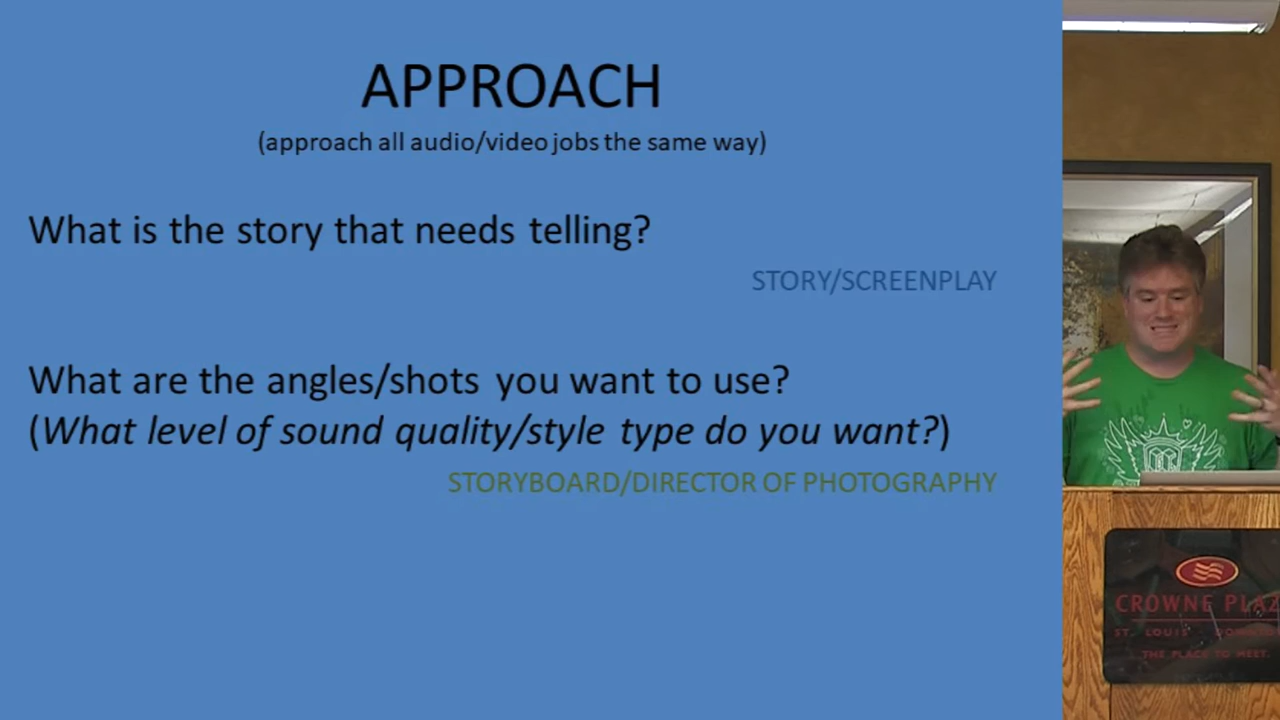 APPROACH
(approach all audio/video jobs the same way)
What is the story that needs telling?
STORY/SCREENPLAY
What are the angles/shots you want to use?
(What level of sound quality/style type do you want?)
STORYBOARD/DIRECTOR OF PHOTOGRAPHY
CROWNE PLAZ
ST. LOUIS
THE PLACE TO MEET.